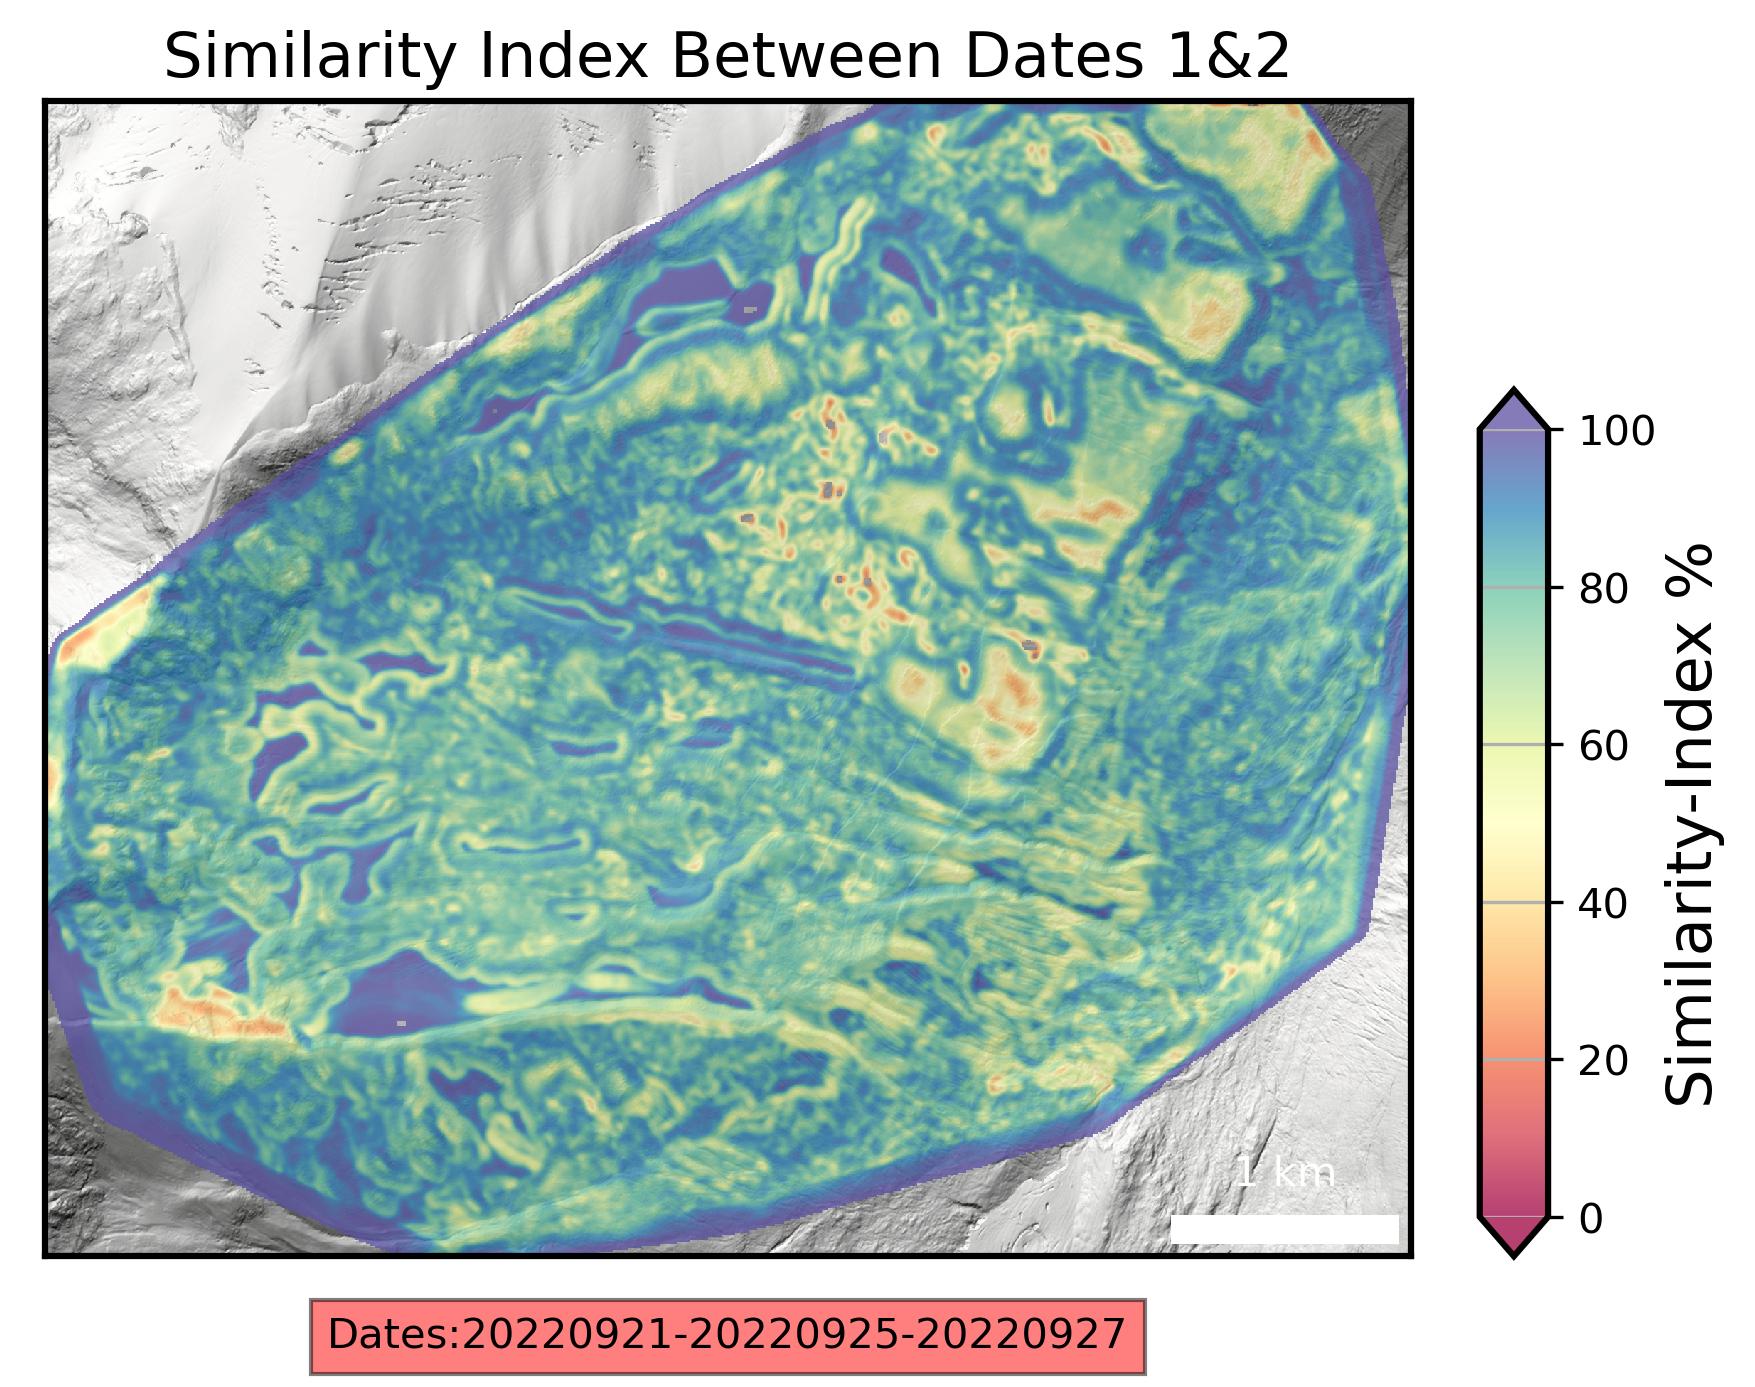 Similarity Index Between Dates 1&2
100
80
60
40
20
0
Similarity-Index %
1 km
Dates:20220921-20220925-20220927